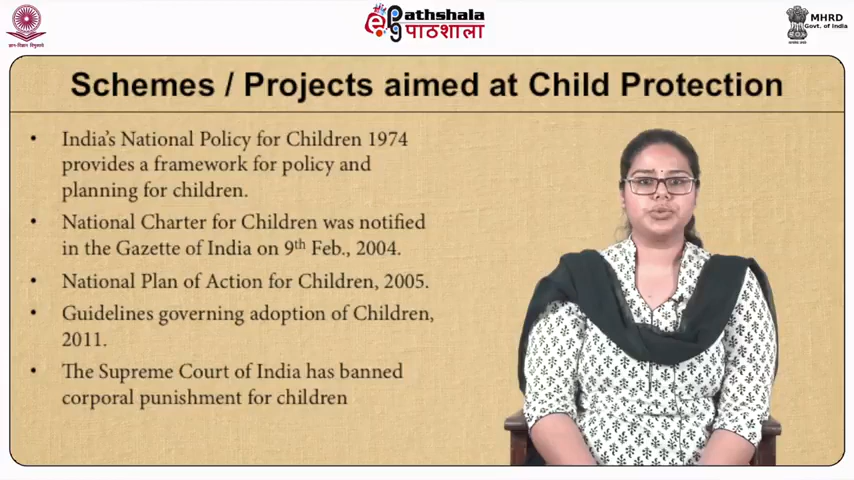 ePathshala
पाठशाला
MHRD
Govt. of India
Schemes / Projects aimed at Child Protection
• India's National Policy for Children 1974
provides a framework for policy and
planning for children.
• National Charter for Children was notified
in the Gazette of India on 9th Feb., 2004.
• National Plan of Action for Children, 2005.
• Guidelines governing adoption of Children,
2011.
• The Supreme Court of India has banned
corporal punishment for children